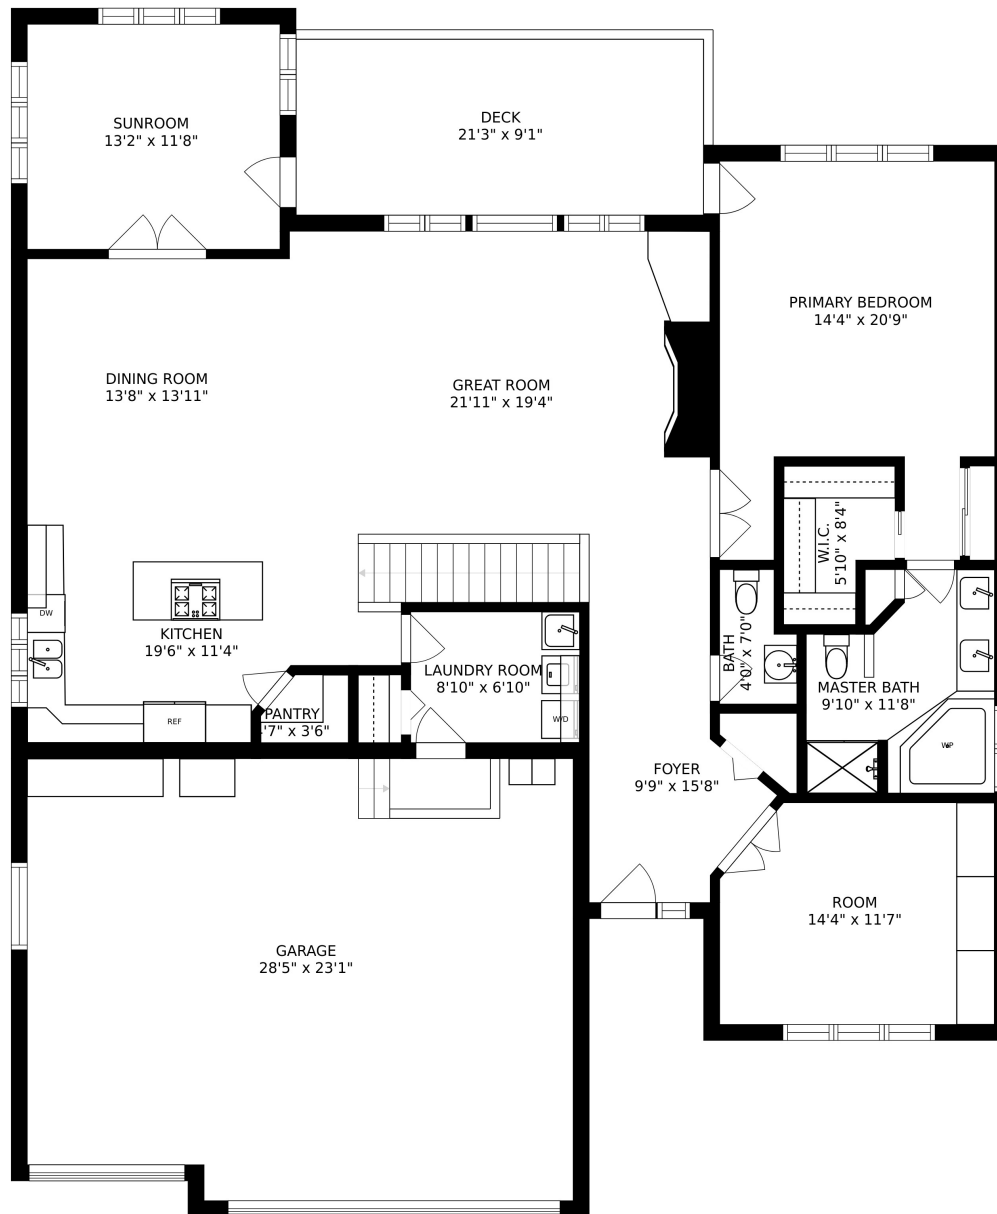 SUNROOM
13'2" x 11'8"
DECK
21'3" x 9'1"
PRIMARY BEDROOM
14'4" x 20'9"
DINING ROOM
13'8" x 13'11"
GREAT ROOM
21'11" x 19'4"
W.I.C.
5'10" x 8'4"
DW
KITCHEN
19'6" x 11'4"
BATH
4'0" x 7'0"
LAUNDRY ROOM
8'10" x 6'10"
MASTER BATH
9'10" x 11'8"
PANTRY
'7" x 3'6"
REF
W/D
WP
FOYER
9'9" x 15'8"
ROOM
14'4" x 11'7"
GARAGE
28'5" x 23'1"